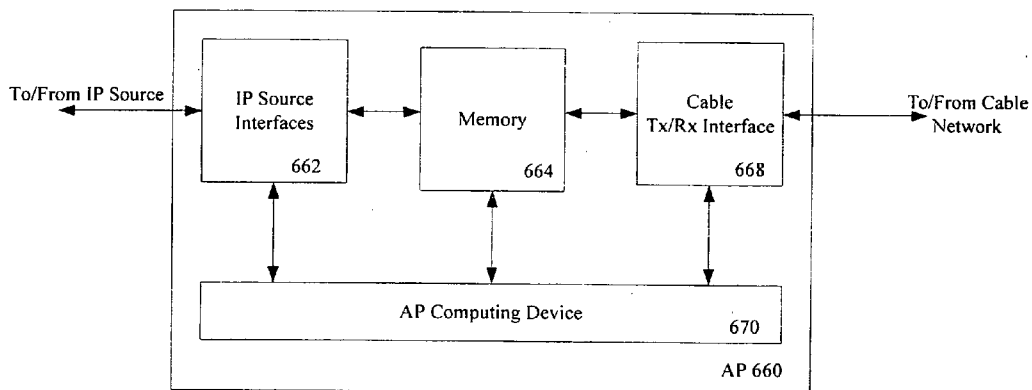 To/From IP Source
IP Source
Interfaces
662
Memory
664
Cable
Tx/Rx Interface
668
To/From Cable
Network
AP Computing Device
670
AP 660